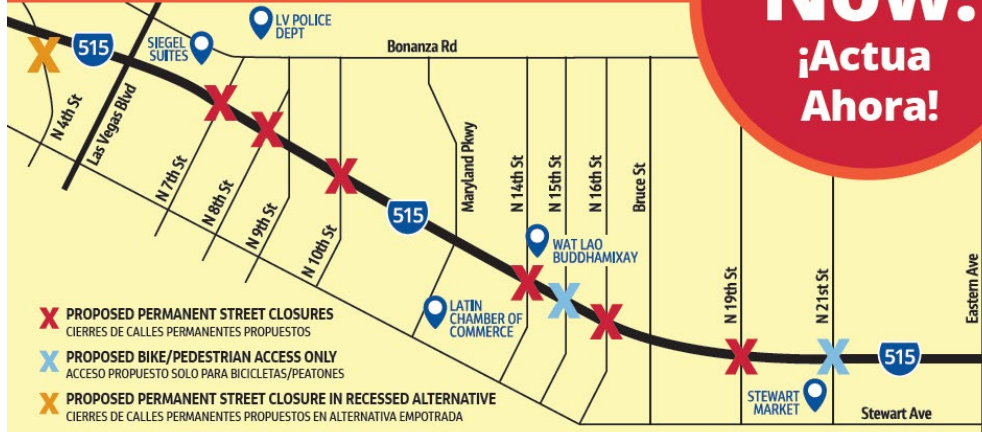 Now.
¡Actua
Ahora!
LV POLICE
DEPT
SIEGEL
SUITES
515
Bonanza Rd
N 4th St
Las Vegas Blvd
N 7th St
N 8th St
N 9th St
N 10th St
Maryland Pkwy
N 14th St
N 15th St
N 16th St
Bruce St
515
WAT LAO
BUDDHAMIXAY
N 19th St
N 21st St
Eastern Ave
LATIN
CHAMBER OF
COMMERCE
515
STEWART
MARKET
Stewart Ave
X PROPOSED PERMANENT STREET CLOSURES
CIERRES DE CALLES PERMANENTES PROPUESTOS
X PROPOSED BIKE/PEDESTRIAN ACCESS ONLY
ACCESO PROPUESTO SOLO PARA BICICLETAS/PEATONES
X PROPOSED PERMANENT STREET CLOSURE IN RECESSED ALTERNATIVE
CIERRES DE CALLES PERMANENTES PROPUESTOS EN ALTERNATIVA EMPOTRADA